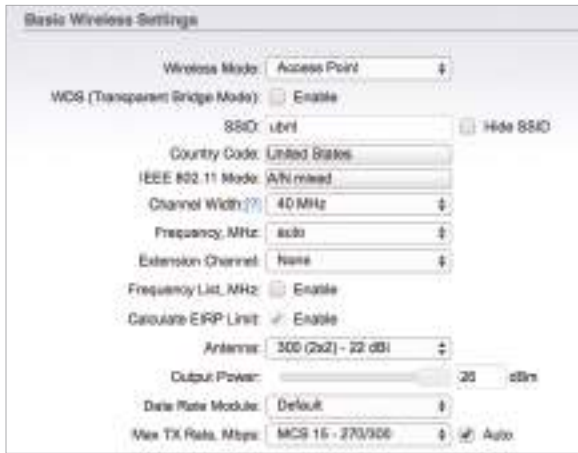 Basic Wireless Settings
Wireless Mode: Access Point
WDS (Transparent Bridge Mode): Enable
SSID: ubnt Hide SSID
Country Code: United States
IEEE 802.11 Mode: A/N mixed
Channel Width:[?] 40 MHz
Frequency, MHz: auto
Extension Channel: None
Frequency List, MHz: Enable
Calculate EIRP Limit: Enable
Antenna: 300 (2x2) - 22 dBi
Output Power: 26 dBm
Data Rate Module: Default
Max TX Rate, Mbps: MCS 15 - 270/300 Auto